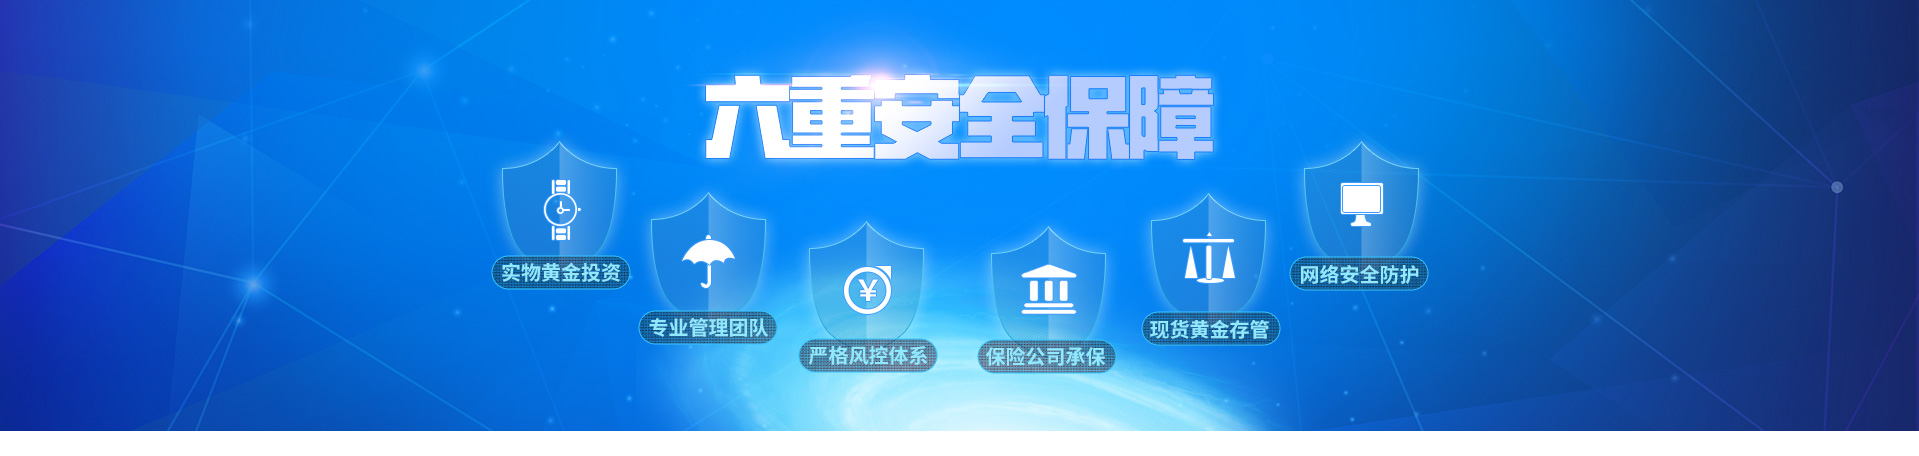 六重安全保障
实物黄金投资
专业管理团队
¥
严格风控体系
保险公司承保
现货黄金存管
网络安全防护